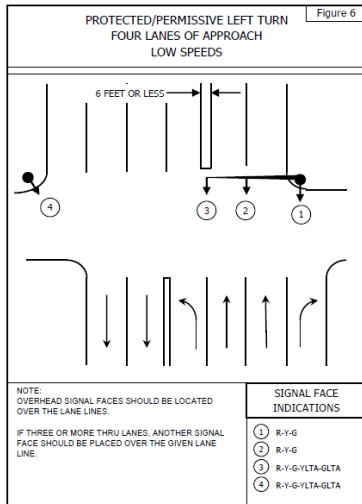 Figure 6
PROTECTED/PERMISSIVE LEFT TURN
FOUR LANES OF APPROACH
LOW SPEEDS
6 FEET OR LESS
4
3
2
1
NOTE:
OVERHEAD SIGNAL FACES SHOULD BE LOCATED
OVER THE LANE LINES.
IF THREE OR MORE THRU LANES, ANOTHER SIGNAL
FACE SHOULD BE PLACED OVER THE GIVEN LANE
LINE.
SIGNAL FACE
INDICATIONS
1 R-Y-G
2 R-Y-G
3 R-Y-G-YLTA-GLTA
4 R-Y-G-YLTA-GLTA